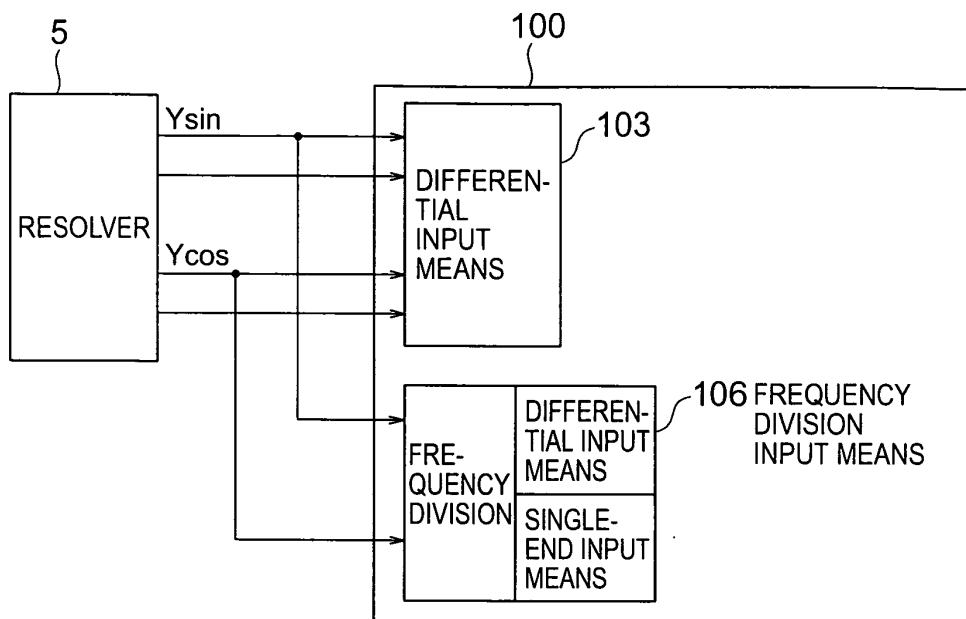 5
100
Ysin
103
DIFFEREN-
TIAL
INPUT
MEANS
RESOLVER
Ycos
106 FREQUENCY
DIVISION
INPUT MEANS
DIFFEREN-
TIAL INPUT
MEANS
FRE-
QUENCY
DIVISION
SINGLE-
END INPUT
MEANS